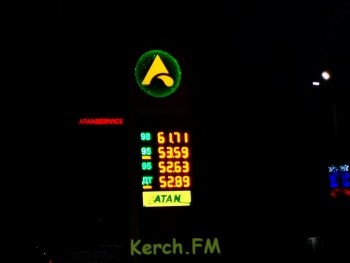 ATANSERVICE
98 61.71
95 53.59
95 52.63
ДТ 52.89
ATAN
Kerch.FM